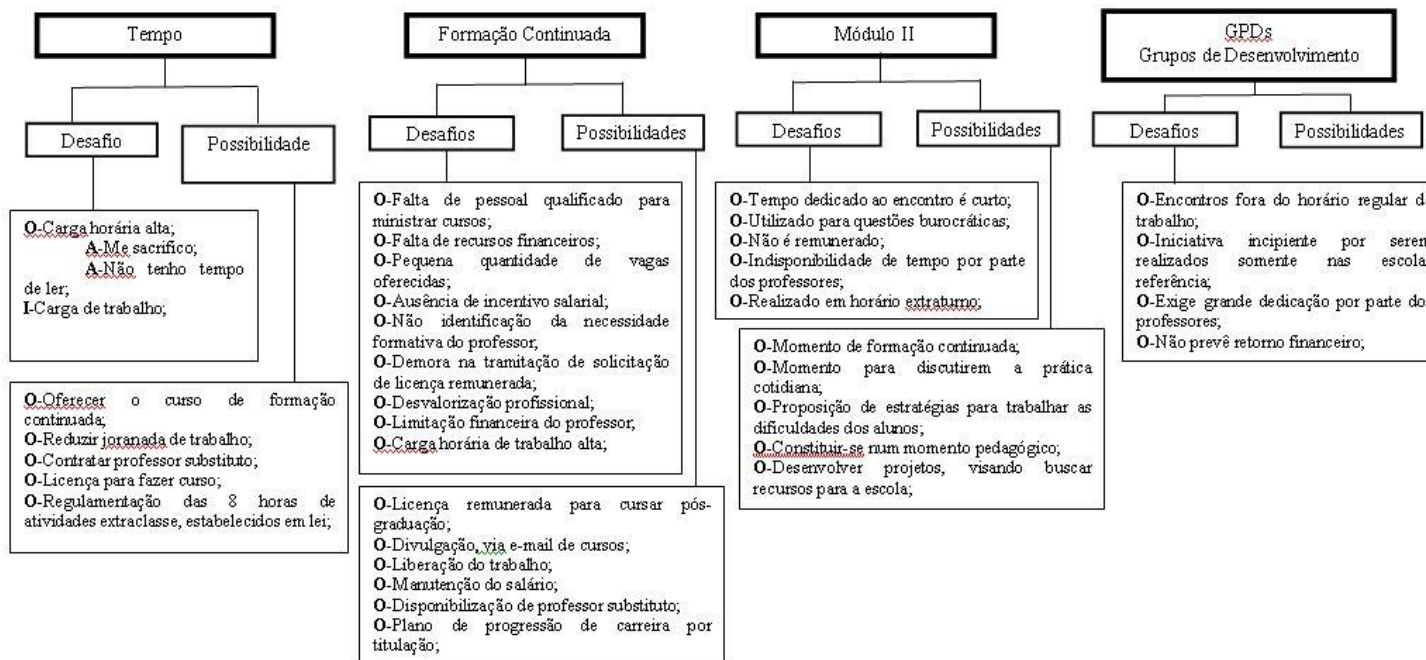 Tempo
Desafio
Possibilidade
O-Carga horária alta;
A-Me sacrifico;
A-Não tenho tempo
de ler;
I-Carga de trabalho;
O-Oferecer o curso de formação
continuada;
O-Reduzir joranada de trabalho;
O-Contratar professor substituto;
O-Licença para fazer curso;
O-Regulamentação das 8 horas de
atividades extraclasse, estabelecidos em lei;
Formação Continuada
Desafios
Possibilidades
O-Falta de pessoal qualificado para
ministrar cursos;
O-Falta de recursos financeiros;
O-Pequena quantidade de vagas
oferecidas;
O-Ausência de incentivo salarial;
O-Não identificação da necessidade
formativa do professor;
O-Demora na tramitação de solicitação
de licença remunerada;
O-Desvalorização profissional;
O-Limitação financeira do professor;
O-Carga horária de trabalho alta;
O-Licença remunerada para cursar pós-
graduação;
O-Divulgação, via e-mail de cursos;
O-Liberação do trabalho;
O-Manutenção do salário;
O-Disponibilização de professor substituto;
O-Plano de progressão de carreira por
titulação;
Módulo II
Desafios
Possibilidades
O-Tempo dedicado ao encontro é curto;
O-Utilizado para questões burocráticas;
O-Não é remunerado;
O-Indisponibilidade de tempo por parte
dos professores;
O-Realizado em horário extraturno;
O-Momento de formação continuada;
O-Momento para discutirem a prática
cotidiana;
O-Proposição de estratégias para trabalhar as
dificuldades dos alunos;
O-Constituir-se num momento pedagógico;
O-Desenvolver projetos, visando buscar
recursos para a escola;
GPDs
Grupos de Desenvolvimento
Desafios
Possibilidades
O-Encontros fora do horário regular d
trabalho;
O-Iniciativa incipiente por serem
realizados somente nas escola
referência;
O-Exige grande dedicação por parte do
professores;
O-Não prevê retorno financeiro;